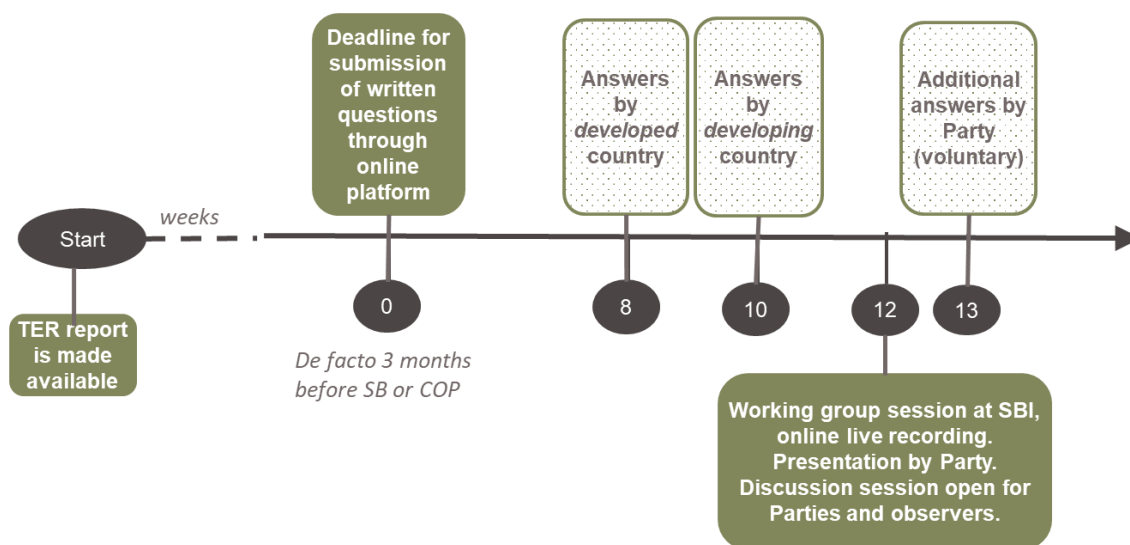 Deadline for
submission
of written
questions
through
online
platform
Answers
by
developed
country
Answers
by
developing
country
Additional
answers by
Party
(voluntary)
weeks
Start
0
8
10
12
13
TER report
is made
available
De facto 3 months
before SB or COP
Working group session at SBI,
online live recording.
Presentation by Party.
Discussion session open for
Parties and observers.